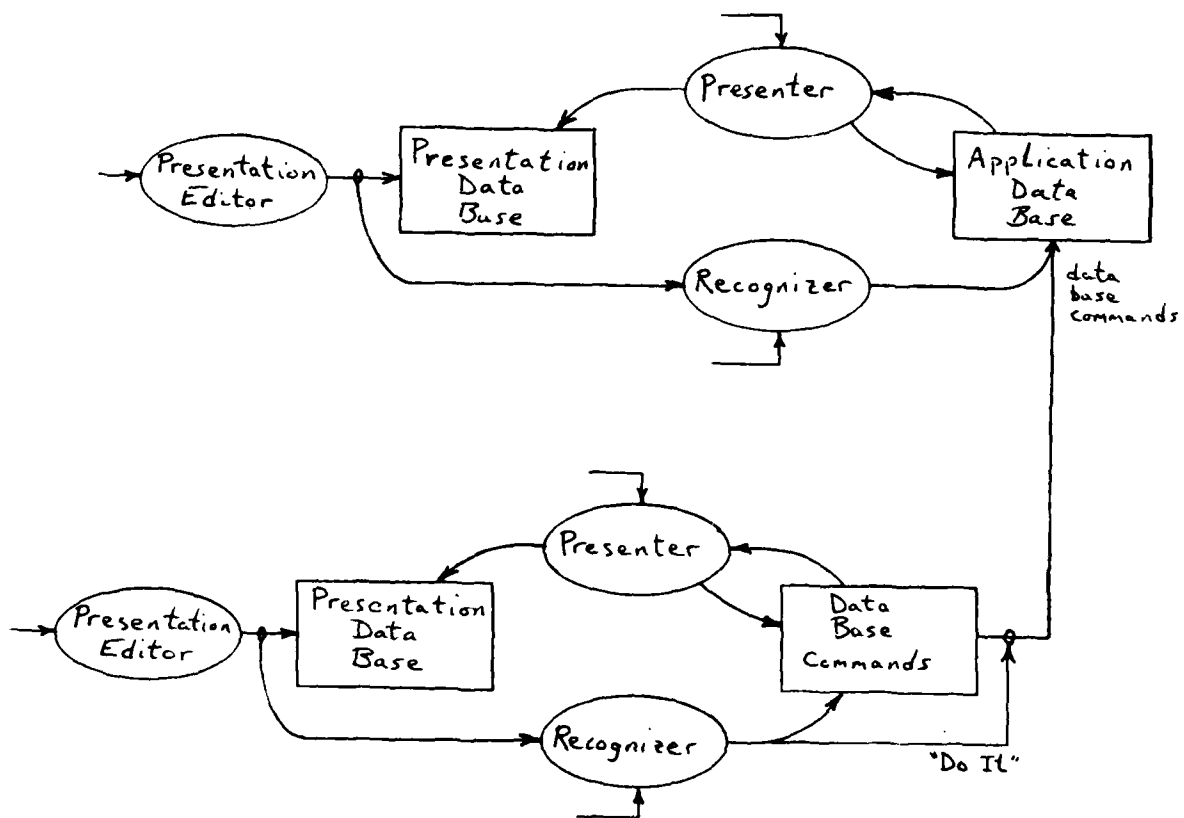 Presenter
Presentation
Editor
Presentation
Data
Base
Application
Data
Base
Recognizer
data
base
commands
Presenter
Presentation
Editor
Presentation
Data
Base
Data
Base
Commands
Recognizer
"Do It"